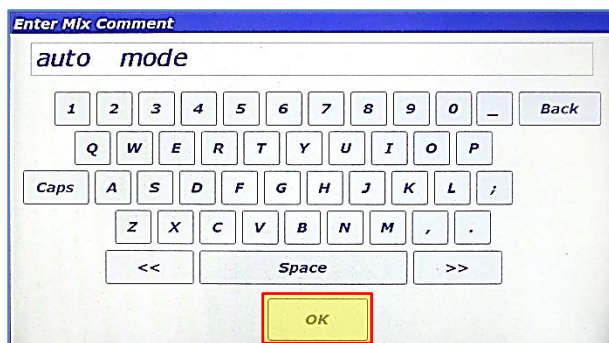 Enter Mix Comment
auto mode
1 2 3 4 5 6 7 8 9 0 _ Back
Q W E R T Y U I O P
Caps A S D F G H J K L ;
Z X C V B N M , .
<< Space >>
OK